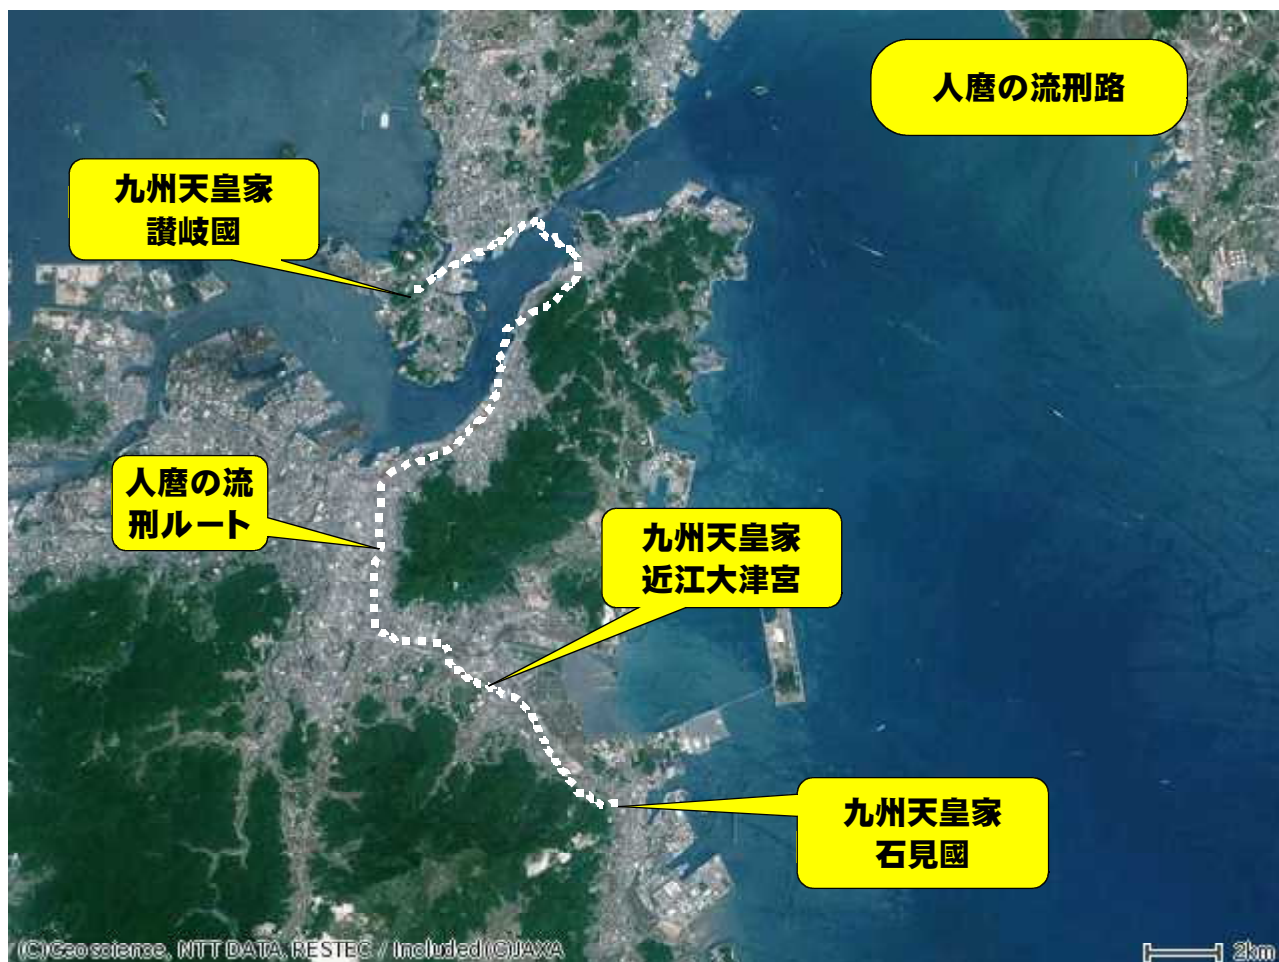 人麿の流刑路
九州天皇家
讃岐國
人麿の流
刑ルート
九州天皇家
近江大津宮
九州天皇家
石見國
(C)Geoscience, NTT DATA, RESTEC / Included(C)JAXA
2km